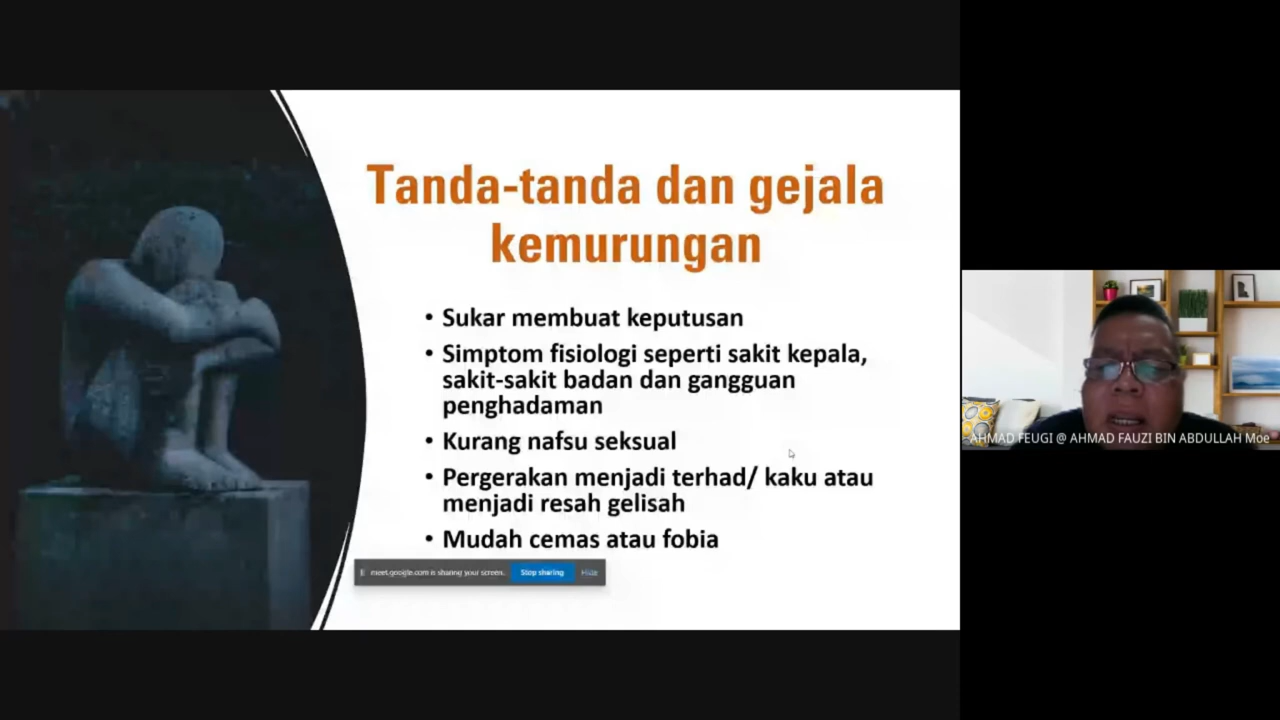 Tanda-tanda dan gejala
kemurungan
• Sukar membuat keputusan
• Simptom fisiologi seperti sakit kepala,
sakit-sakit badan dan gangguan
penghadaman
• Kurang nafsu seksual
• Pergerakan menjadi terhad/ kaku atau
menjadi resah gelisah
• Mudah cemas atau fobia
meet.google.com is sharing your screen. Stop sharing Hide
AHMAD FEUGI @ AHMAD FAUZI BIN ABDULLAH Moe